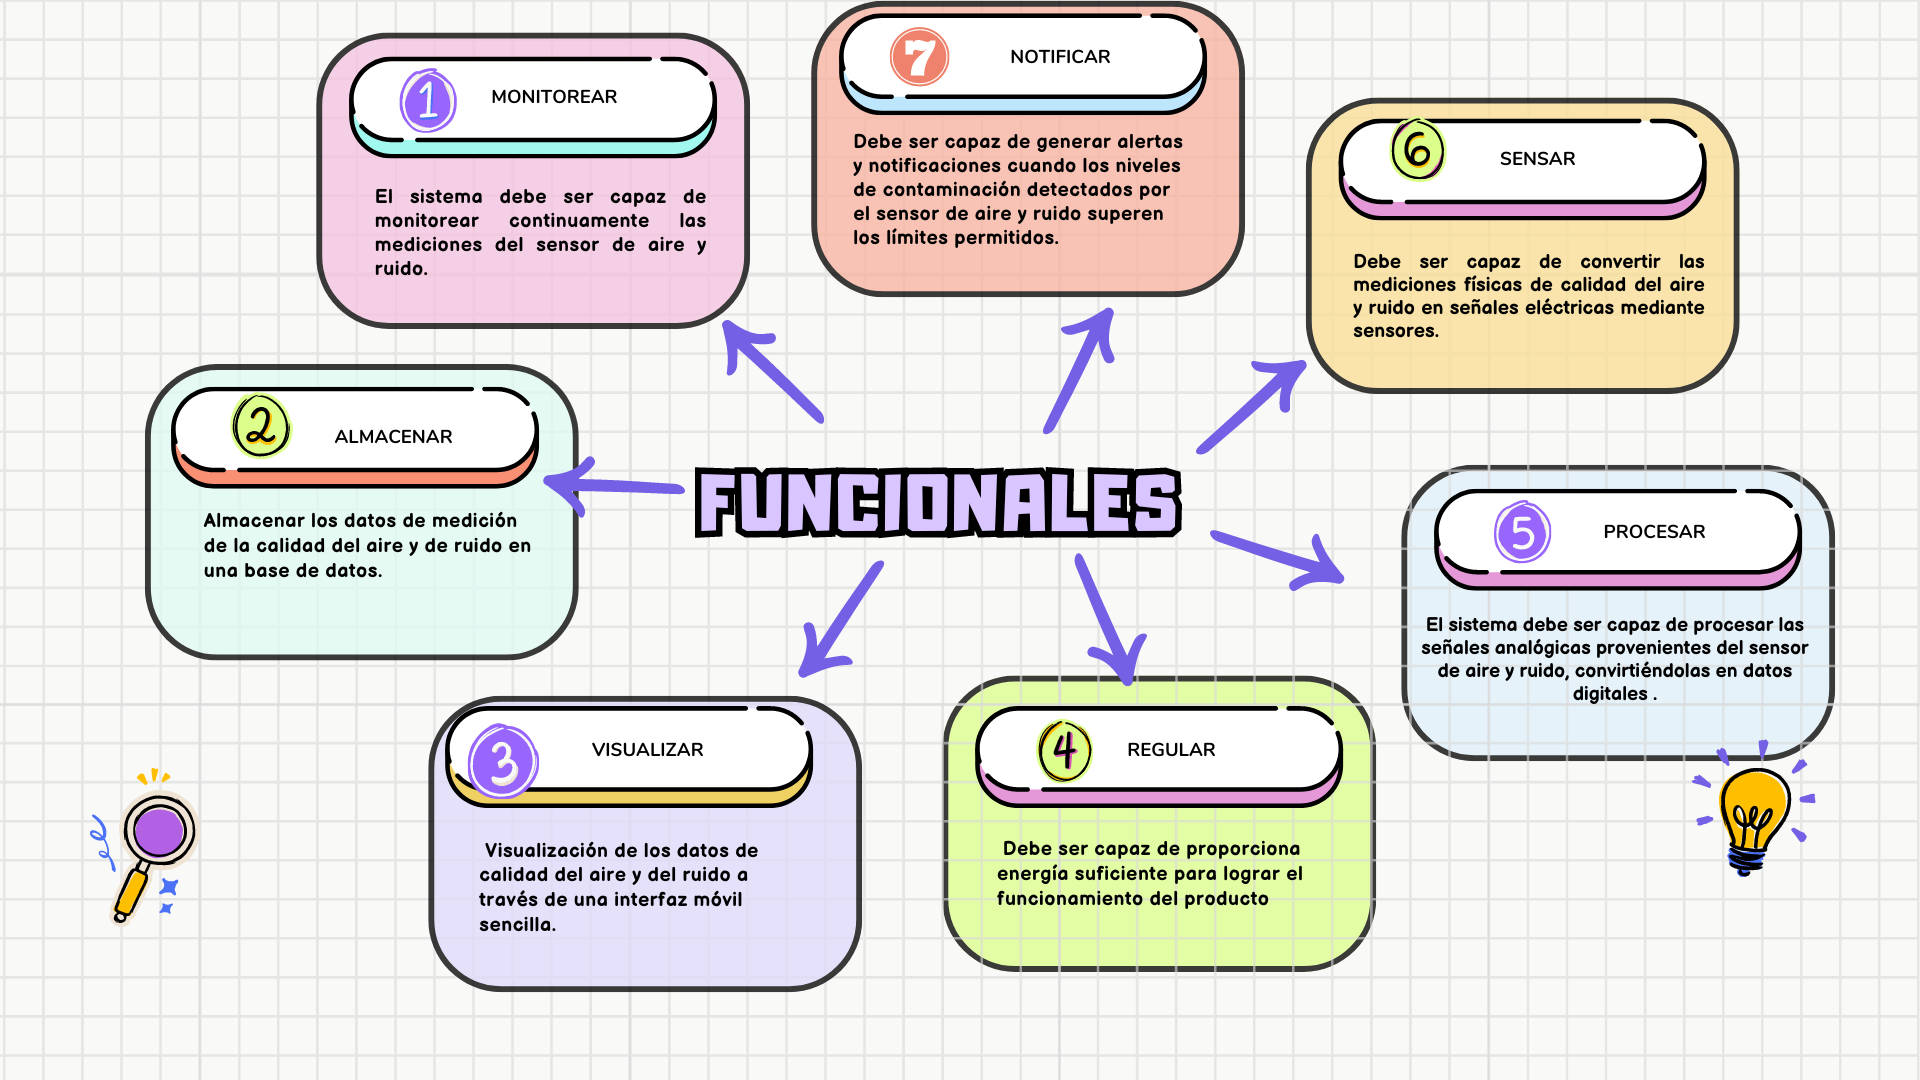 1
MONITOREAR
El sistema debe ser capaz de
monitorear continuamente las
mediciones del sensor de aire y
ruido.
7
NOTIFICAR
Debe ser capaz de generar alertas
y notificaciones cuando los niveles
de contaminación detectados por
el sensor de aire y ruido superen
los límites permitidos.
6
SENSAR
Debe ser capaz de convertir las
mediciones físicas de calidad del aire
y ruido en señales eléctricas mediante
sensores.
2
ALMACENAR
Almacenar los datos de medición
de la calidad del aire y de ruido en
una base de datos.
FUNCIONALES
5
PROCESAR
El sistema debe ser capaz de procesar las
señales analógicas provenientes del sensor
de aire y ruido, convirtiéndolas en datos
digitales .
3
VISUALIZAR
Visualización de los datos de
calidad del aire y del ruido a
través de una interfaz móvil
sencilla.
4
REGULAR
Debe ser capaz de proporciona
energía suficiente para lograr el
funcionamiento del producto